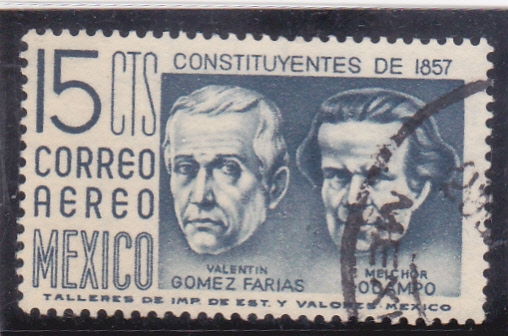 15 CTS
CONSTITUYENTES DE 1857
CORREO
AEREO
MEXICO
VALENTIN
GOMEZ FARIAS
MELCHOR
OCAMPO
TALLERES DE IMP. DE EST. Y VALORES, MEXICO